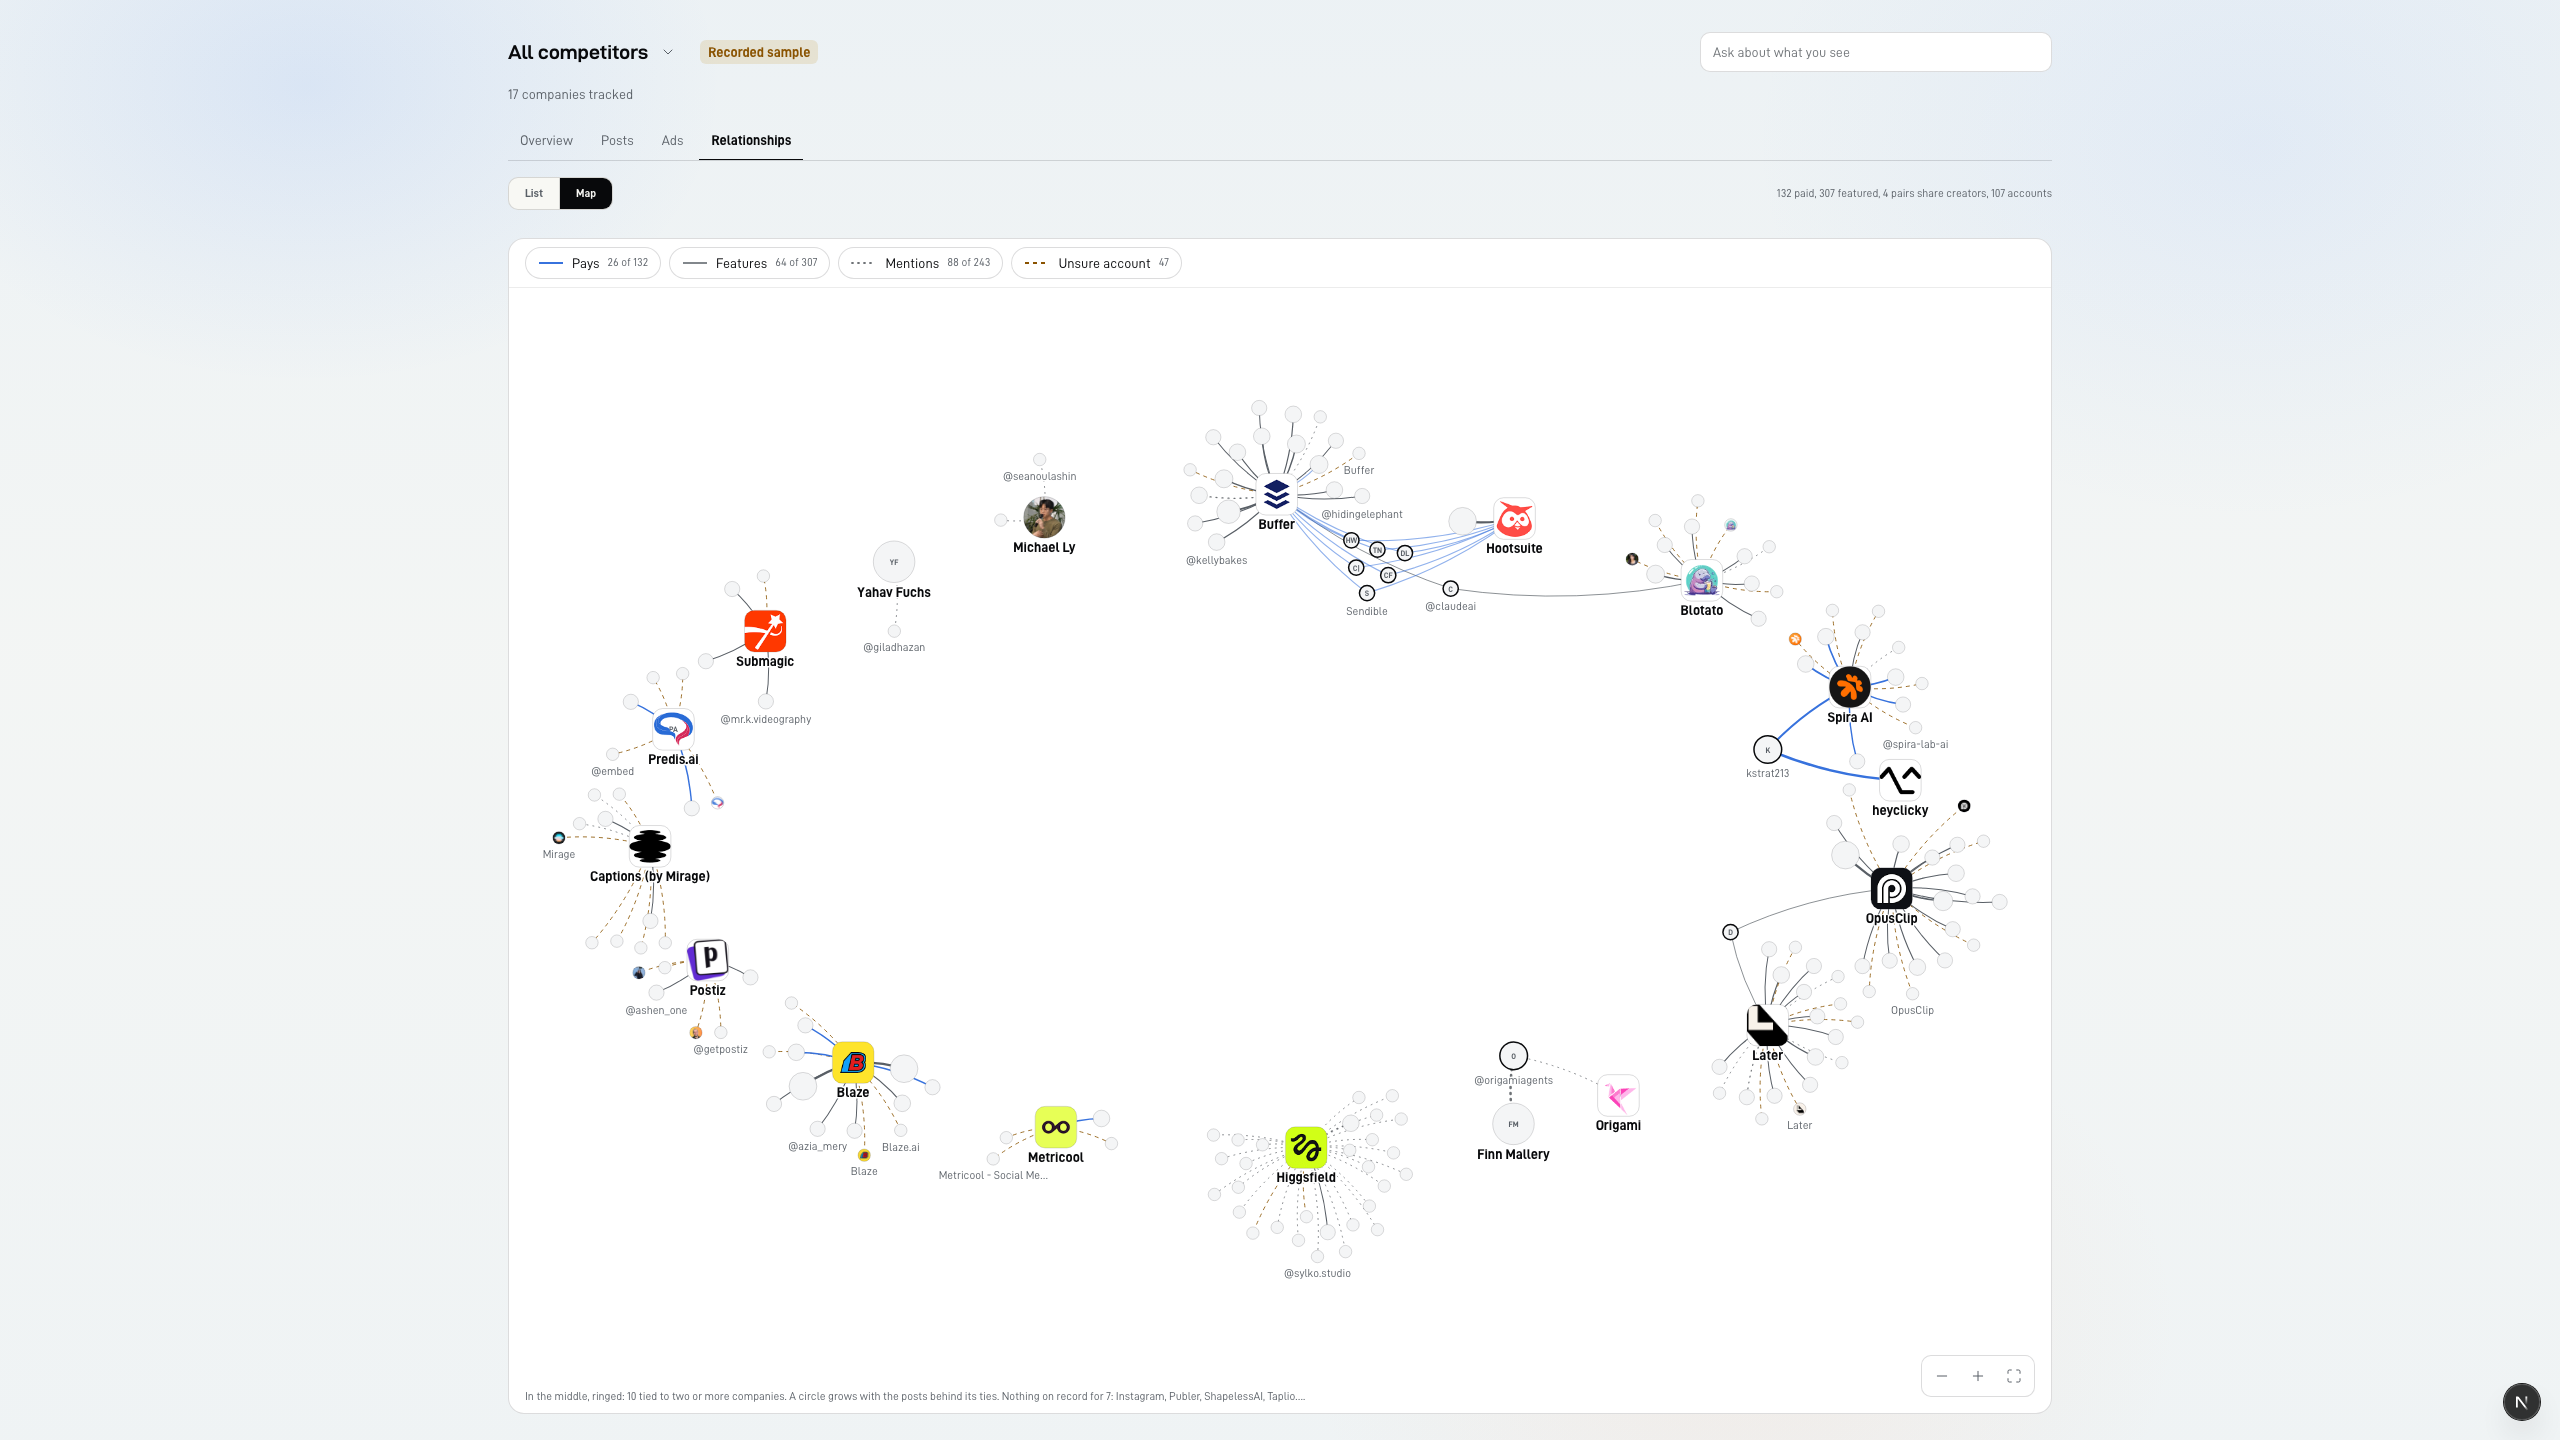 All competitors
Recorded sample
Ask about what you see
17 companies tracked
Overview
Posts
Ads
Relationships
List
Map
132 paid, 307 featured, 4 pairs share creators, 107 accounts
Pays 26 of 132
Features 64 of 307
Mentions 88 of 243
Unsure account 47
@seanoulashin
Michael Ly
YF
Yahav Fuchs
@giladhazan
Buffer
@hidingelephant
Buffer
@kellybakes
HW
TN
DL
CJ
CF
S
Sendible
C
@claudeai
Hootsuite
Blotato
Submagic
@mr.k.videography
Predis.ai
@embed
Spira AI
@spira-lab-ai
K
kstrat213
heyclicky
Mirage
Captions (by Mirage)
OpusClip
D
OpusClip
Postiz
@ashen_one
@getpostiz
Later
Later
Blaze
@azia_mery
Blaze.ai
Blaze
Metricool
Metricool - Social Me...
O
@origamiagents
Origami
FM
Finn Mallery
Higgsfield
@sylko.studio
In the middle, ringed: 10 tied to two or more companies. A circle grows with the posts behind its ties. Nothing on record for 7: Instagram, Publer, ShapelessAI, Taplio....
N